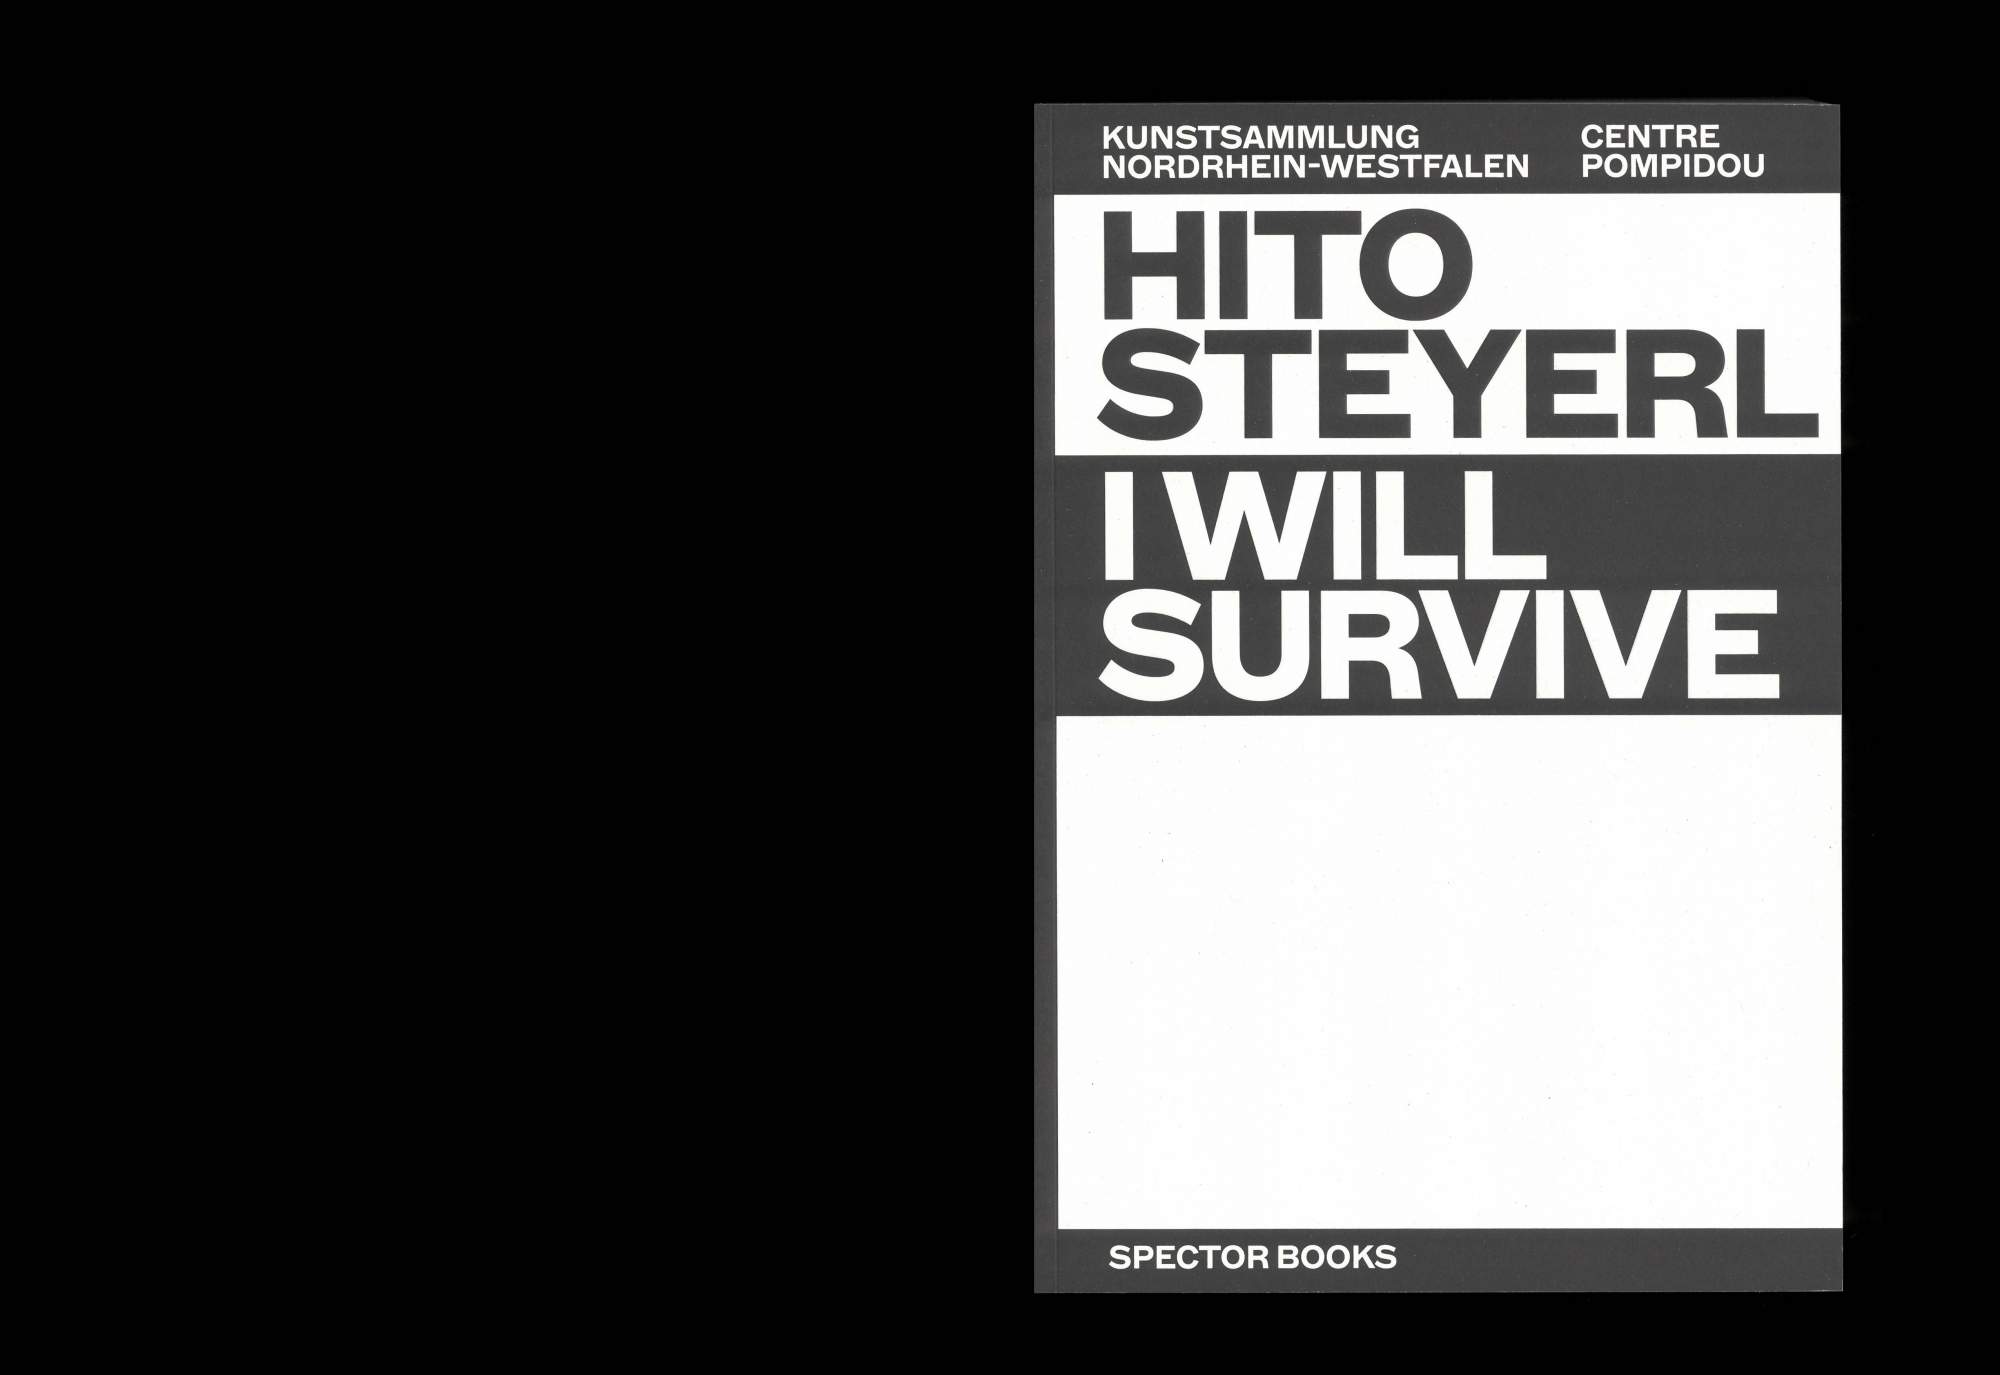 KUNSTSAMMLUNG
NORDRHEIN-WESTFALEN
CENTRE
POMPIDOU
HITO
STEYERL
I WILL
SURVIVE
SPECTOR BOOKS